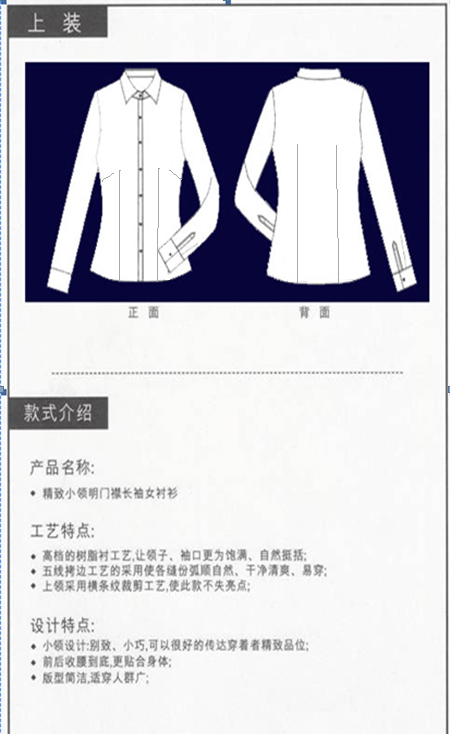 上 装
正 面 背 面
款式介绍
产品名称:
◆ 精致小领明门襟长袖女衬衫
工艺特点:
◆ 高档的树脂衬工艺,让领子、袖口更为饱满、自然挺括;
◆ 五线拷边工艺的采用使各缝份弧顺自然、干净清爽、易穿;
◆ 上领采用横条纹裁剪工艺,使此款不失亮点;
设计特点:
◆ 小领设计:别致、小巧,可以很好的传达穿着者精致品位;
◆ 前后收腰到底,更贴合身体;
◆ 版型简洁,适穿人群广;